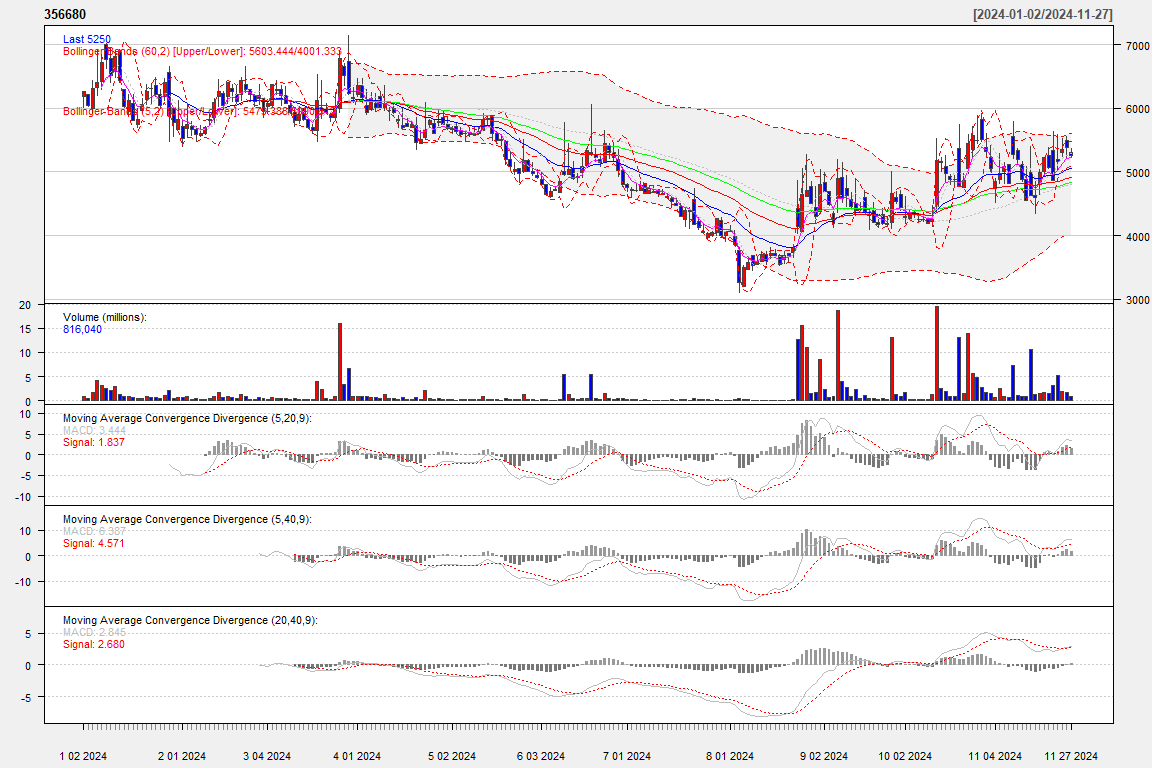 356680 [2024-01-02/2024-11-27]
Last 5250
Bollinger Bands (60,2) [Upper/Lower]: 5603.444/4001.333
Bollinger Bands (5,2) [Upper/Lower]:
7000
6000
5000
4000
3000
Volume (millions):
816,040
20
15
10
5
0
Moving Average Convergence Divergence (5,20,9):
MACD: 3.444
Signal: 1.837
10
5
0
-5
-10
Moving Average Convergence Divergence (5,40,9):
MACD: 6.387
Signal: 4.571
10
0
-10
Moving Average Convergence Divergence (20,40,9):
MACD: 2.845
Signal: 2.680
5
0
-5
1 02 2024 2 01 2024 3 04 2024 4 01 2024 5 02 2024 6 03 2024 7 01 2024 8 01 2024 9 02 2024 10 02 2024 11 04 2024 11 27 2024